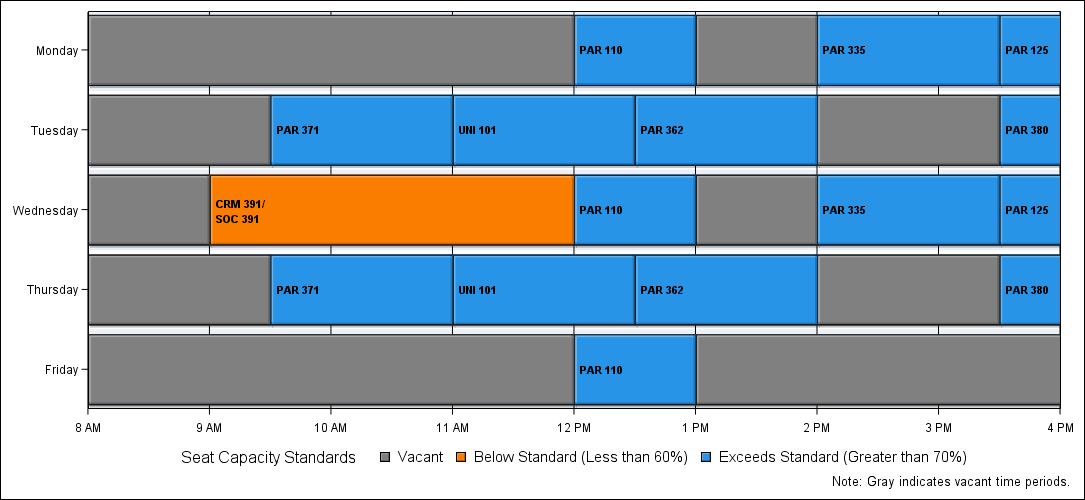 Monday
PAR 110
PAR 335
PAR 125
Tuesday
PAR 371
UNI 101
PAR 362
PAR 380
Wednesday
CRM 391/
SOC 391
PAR 110
PAR 335
PAR 125
Thursday
PAR 371
UNI 101
PAR 362
PAR 380
Friday
PAR 110
8 AM 9 AM 10 AM 11 AM 12 PM 1 PM 2 PM 3 PM 4 PM
Seat Capacity Standards Vacant Below Standard (Less than 60%) Exceeds Standard (Greater than 70%)
Note: Gray indicates vacant time periods.